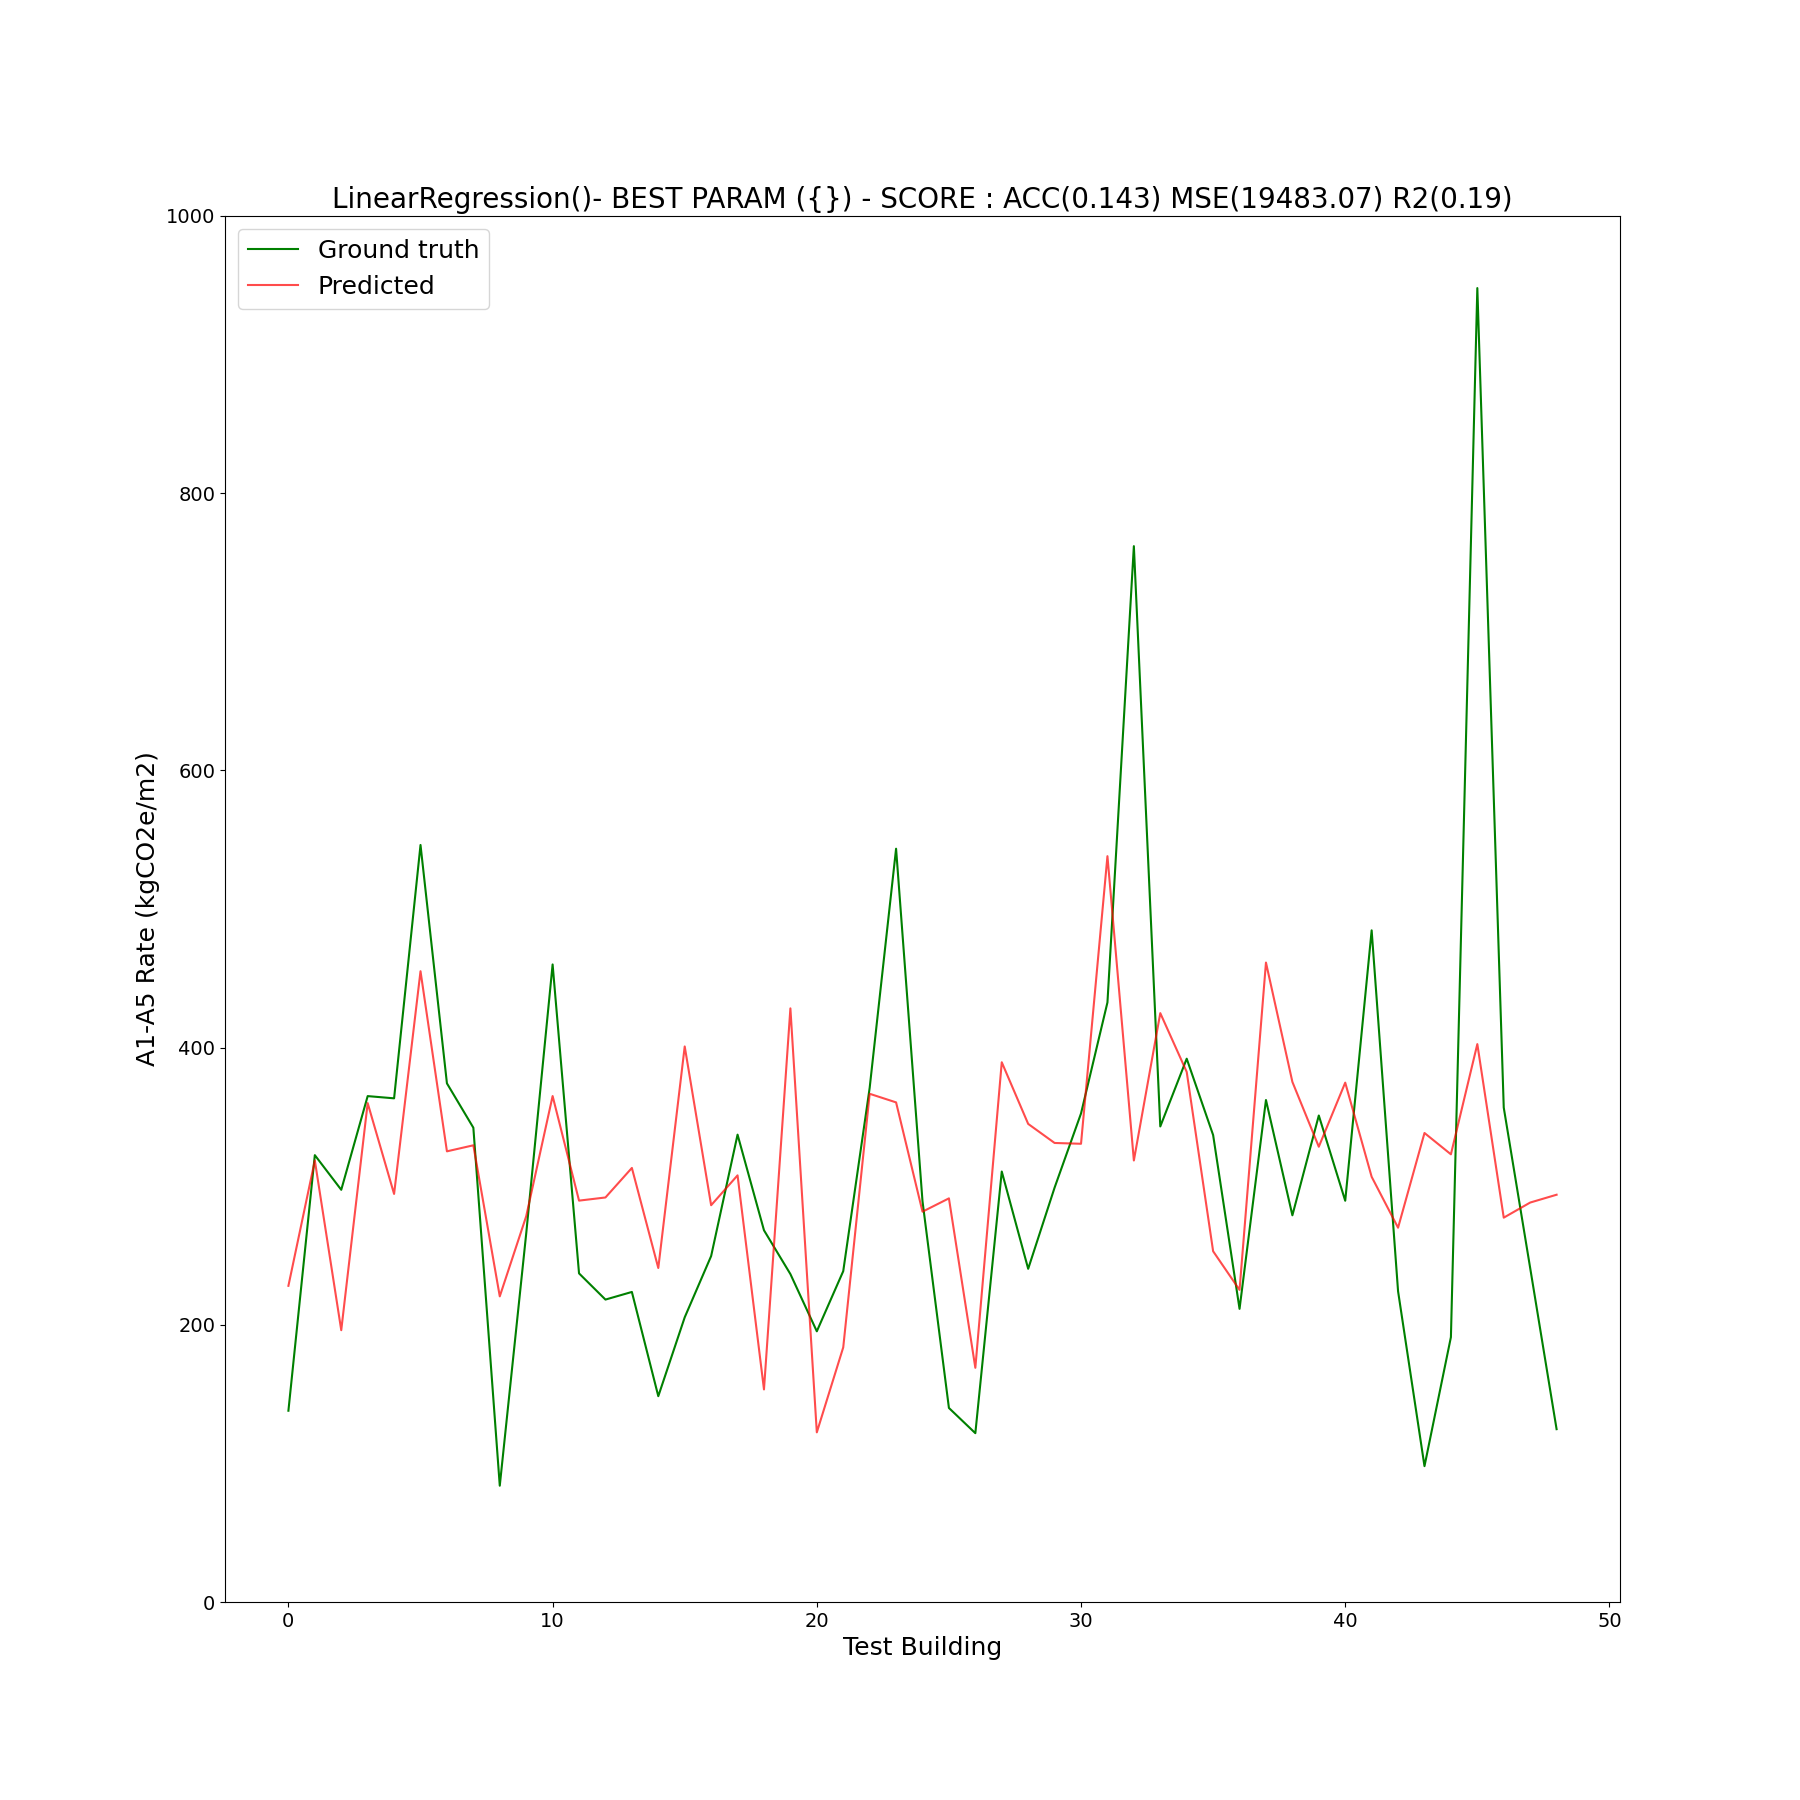 LinearRegression()- BEST PARAM ({}) - SCORE : ACC(0.143) MSE(19483.07) R2(0.19)
Ground truth
Predicted
A1-A5 Rate (kgCO2e/m2)
1000
800
600
400
200
0
0 10 20 30 40 50
Test Building